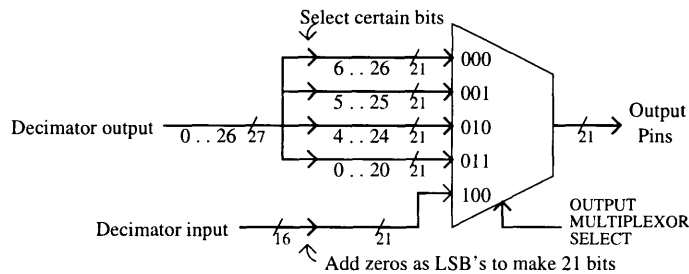 Select certain bits
6 . . 26 21
000
5 . . 25 21
001
Decimator output
0 . . 26 27
4 . . 24 21
010
21
Output
Pins
0 . . 20 21
011
100
Decimator input
16
21
OUTPUT
MULTIPLEXOR
SELECT
Add zeros as LSB's to make 21 bits